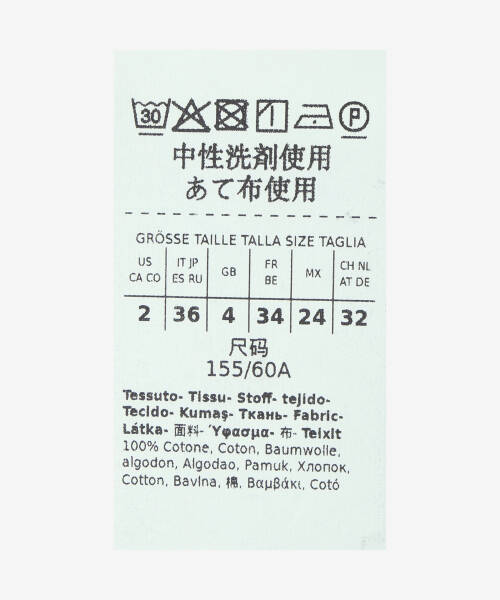 30 P
中性洗剤使用
あて布使用
GRÖSSE TAILLE TALLA SIZE TAGLIA
US CA CO IT JP ES RU GB FR BE MX CH NL AT DE
2 36 4 34 24 32
尺码
155/60A
Tessuto- Tissu- Stoff- tejido-
Tecido- Kumaş- Ткань- Fabric-
Látka- 面料- Ύφασμα- 布- Teixit
100% Cotone, Coton, Baumwolle,
algodon, Algodao, Pamuk, Хлопок,
Cotton, Bavlna, 棉, Βαμβάκι, Cotó